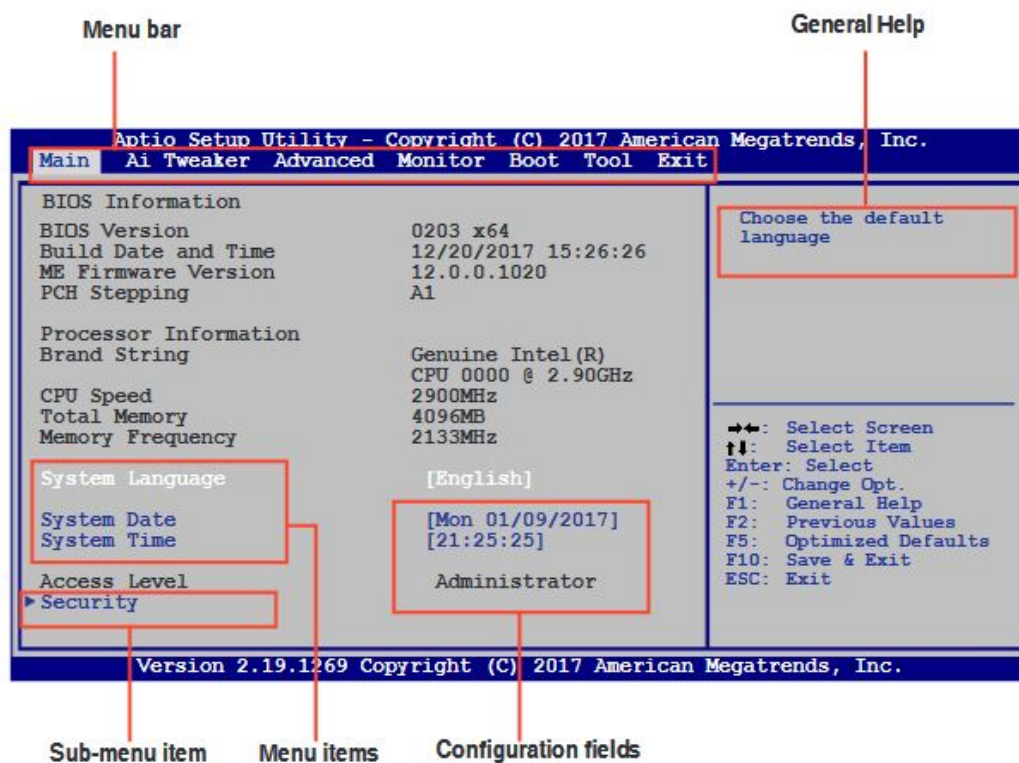 Menu bar
General Help
Aptio Setup Utility - Copyright (C) 2017 American Megatrends, Inc.
Main Ai Tweaker Advanced Monitor Boot Tool Exit
BIOS Information
BIOS Version 0203 x64
Build Date and Time 12/20/2017 15:26:26
ME Firmware Version 12.0.0.1020
PCH Stepping A1
Processor Information
Brand String Genuine Intel(R)
CPU 0000 @ 2.90GHz
CPU Speed 2900MHz
Total Memory 4096MB
Memory Frequency 2133MHz
System Language [English]
System Date [Mon 01/09/2017]
System Time [21:25:25]
Access Level Administrator
Security
Choose the default
language
→←: Select Screen
↑↓: Select Item
Enter: Select
+/-: Change Opt.
F1: General Help
F2: Previous Values
F5: Optimized Defaults
F10: Save & Exit
ESC: Exit
Version 2.19.1269 Copyright (C) 2017 American Megatrends, Inc.
Sub-menu item
Menu items
Configuration fields